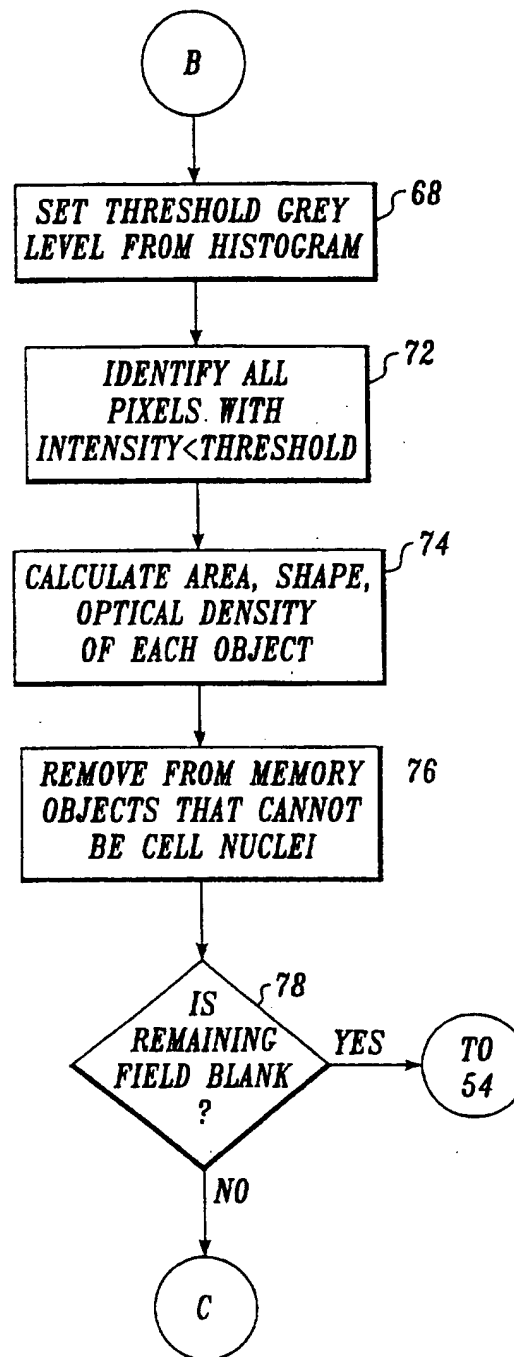 B
SET THRESHOLD GREY
LEVEL FROM HISTOGRAM
68
IDENTIFY ALL
PIXELS WITH
INTENSITY<THRESHOLD
72
CALCULATE AREA, SHAPE,
OPTICAL DENSITY
OF EACH OBJECT
74
REMOVE FROM MEMORY
OBJECTS THAT CANNOT
BE CELL NUCLEI
76
IS
REMAINING
FIELD BLANK
?
78
YES
TO
54
NO
C